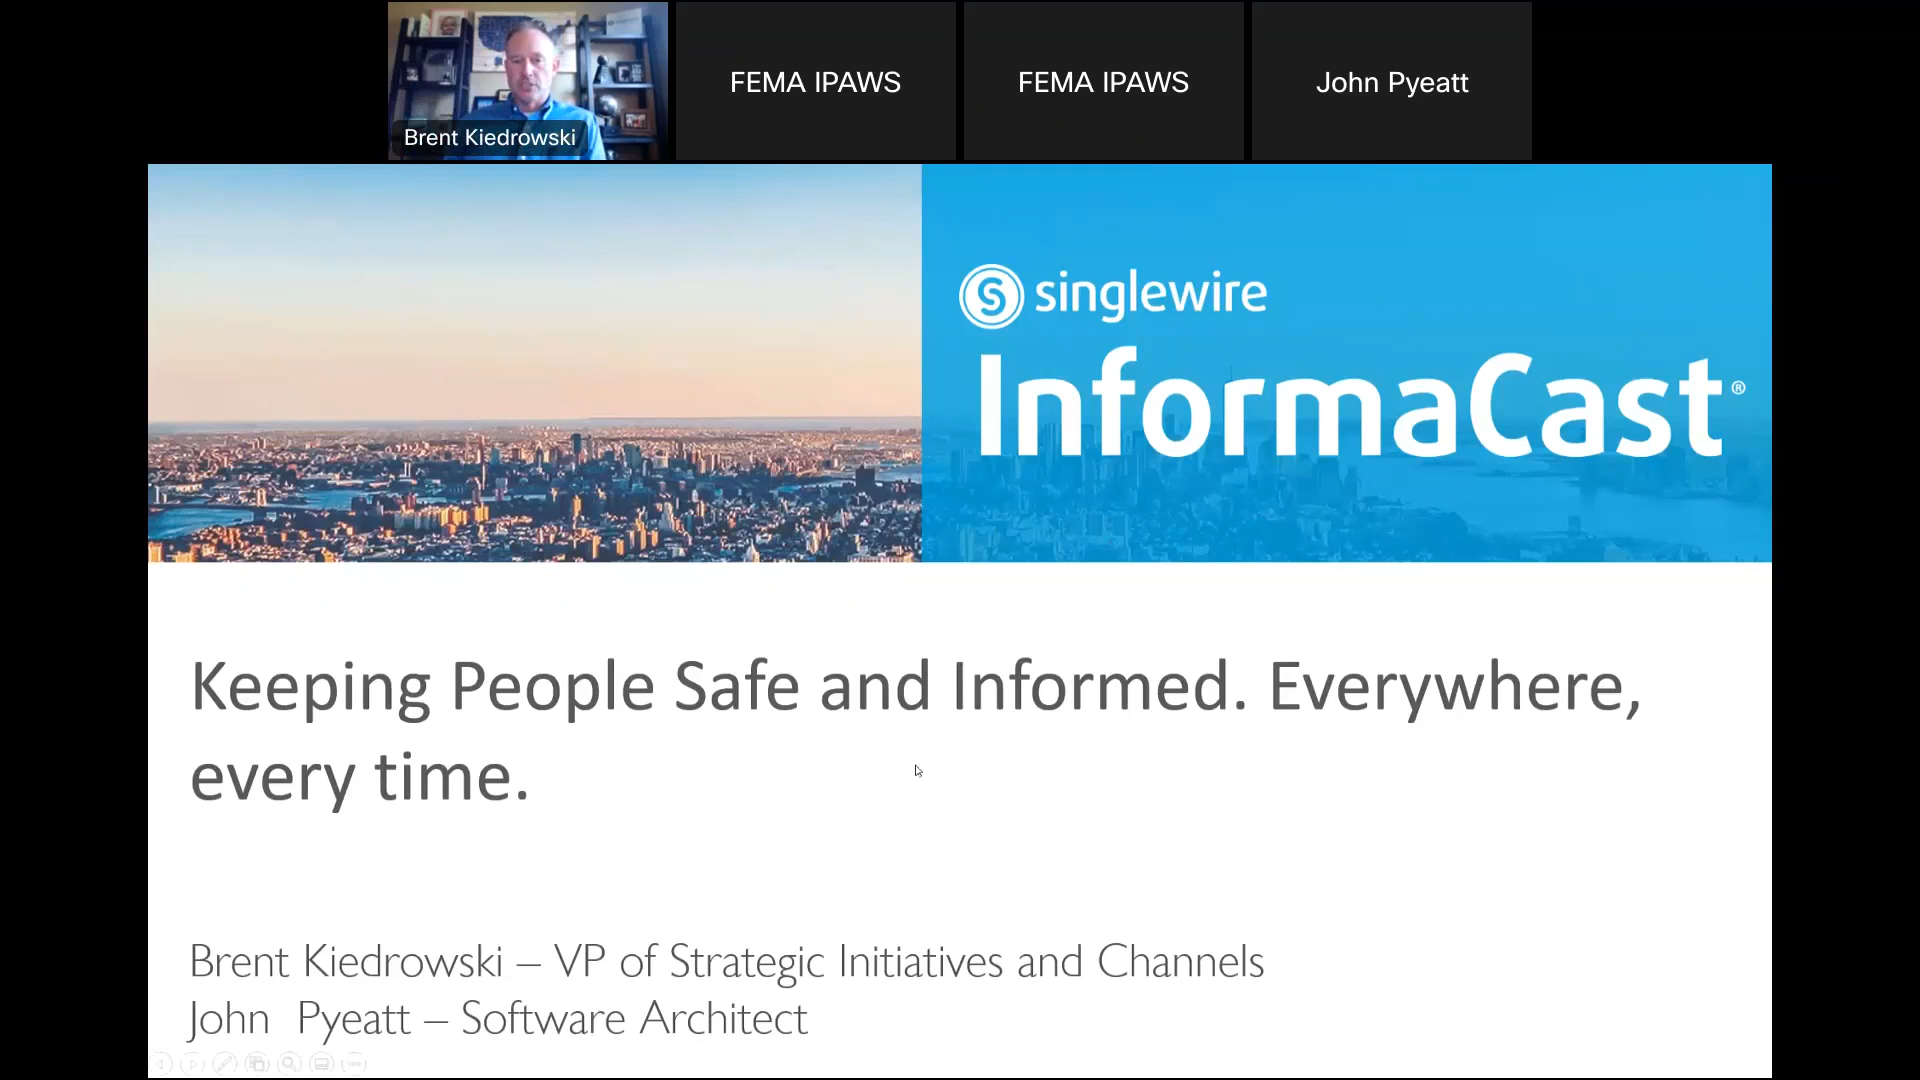 FEMA IPAWS
FEMA IPAWS
John Pyeatt
Brent Kiedrowski
singlewire
InformaCast®
Keeping People Safe and Informed. Everywhere,
every time.
Brent Kiedrowski – VP of Strategic Initiatives and Channels
John  Pyeatt – Software Architect